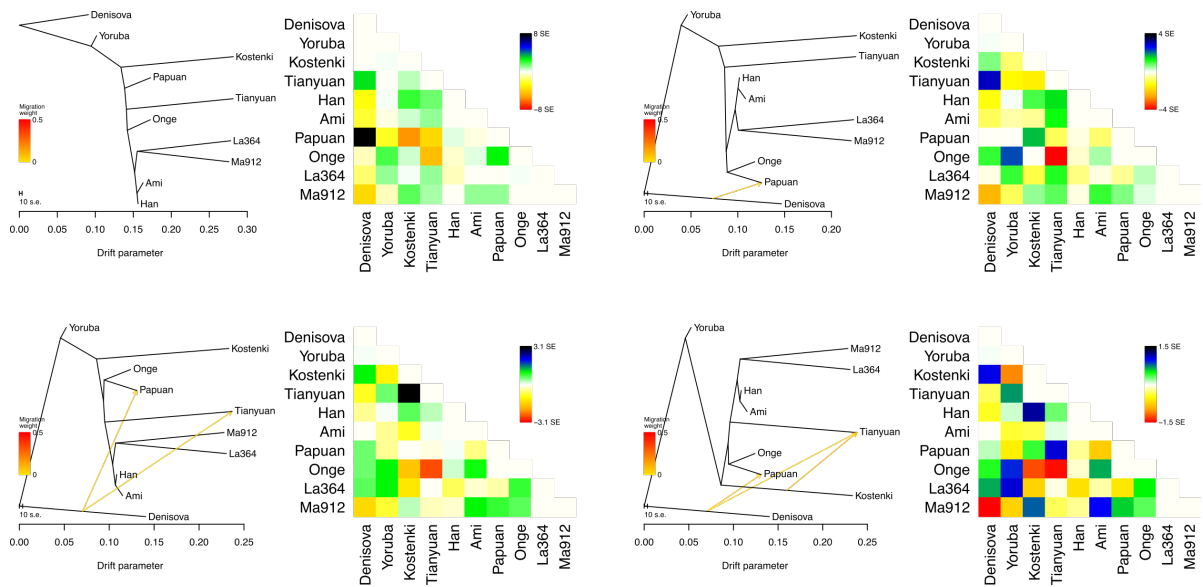 Denisova
Yoruba
Kostenki
Papuan
Tianyuan
Onge
La364
Ma912
Ami
Han
Migration
weight
0.5
0
10 s.e.
0.00 0.05 0.10 0.15 0.20 0.25 0.30
Drift parameter
Denisova
Yoruba
Kostenki
Tianyuan
Han
Ami
Papuan
Onge
La364
Ma912
Denisova
Yoruba
Kostenki
Tianyuan
Han
Ami
Papuan
Onge
La364
Ma912
8 SE
−8 SE
Yoruba
Kostenki
Tianyuan
Han
Ami
La364
Ma912
Onge
Papuan
Denisova
Migration
weight
0.5
0
10 s.e.
0.00 0.05 0.10 0.15 0.20
Drift parameter
Denisova
Yoruba
Kostenki
Tianyuan
Han
Ami
Papuan
Onge
La364
Ma912
Denisova
Yoruba
Kostenki
Tianyuan
Han
Ami
Papuan
Onge
La364
Ma912
4 SE
−4 SE
Yoruba
Kostenki
Onge
Papuan
Tianyuan
Ma912
La364
Han
Ami
Denisova
Migration
weight
0.5
0
10 s.e.
0.00 0.05 0.10 0.15 0.20 0.25
Drift parameter
Denisova
Yoruba
Kostenki
Tianyuan
Han
Ami
Papuan
Onge
La364
Ma912
Denisova
Yoruba
Kostenki
Tianyuan
Han
Ami
Papuan
Onge
La364
Ma912
3.1 SE
−3.1 SE
Yoruba
Ma912
La364
Han
Ami
Tianyuan
Onge
Papuan
Kostenki
Denisova
Migration
weight
0.5
0
10 s.e.
0.00 0.05 0.10 0.15 0.20 0.25
Drift parameter
Denisova
Yoruba
Kostenki
Tianyuan
Han
Ami
Papuan
Onge
La364
Ma912
Denisova
Yoruba
Kostenki
Tianyuan
Han
Ami
Papuan
Onge
La364
Ma912
1.5 SE
−1.5 SE